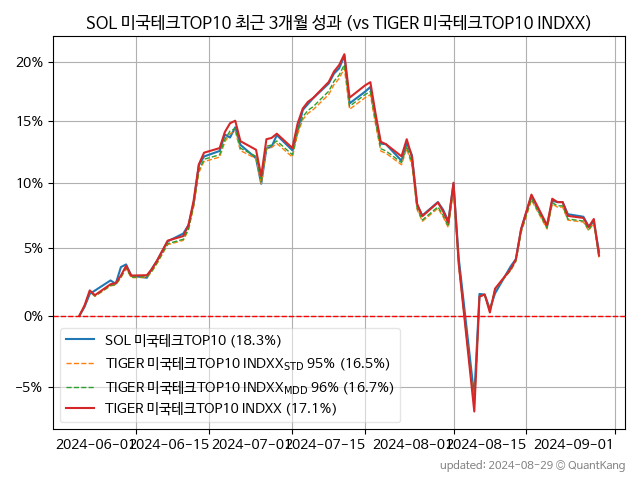 SOL 미국테크TOP10 최근 3개월 성과 (vs TIGER 미국테크TOP10 INDXX)
20%
15%
10%
5%
0%
−5%
SOL 미국테크TOP10 (18.3%)
TIGER 미국테크TOP10 INDXX_STD 95% (16.5%)
TIGER 미국테크TOP10 INDXX_MDD 96% (16.7%)
TIGER 미국테크TOP10 INDXX (17.1%)
2024-06-01 2024-06-15 2024-07-01 2024-07-15 2024-08-01 2024-08-15 2024-09-01
updated: 2024-08-29 © QuantKang